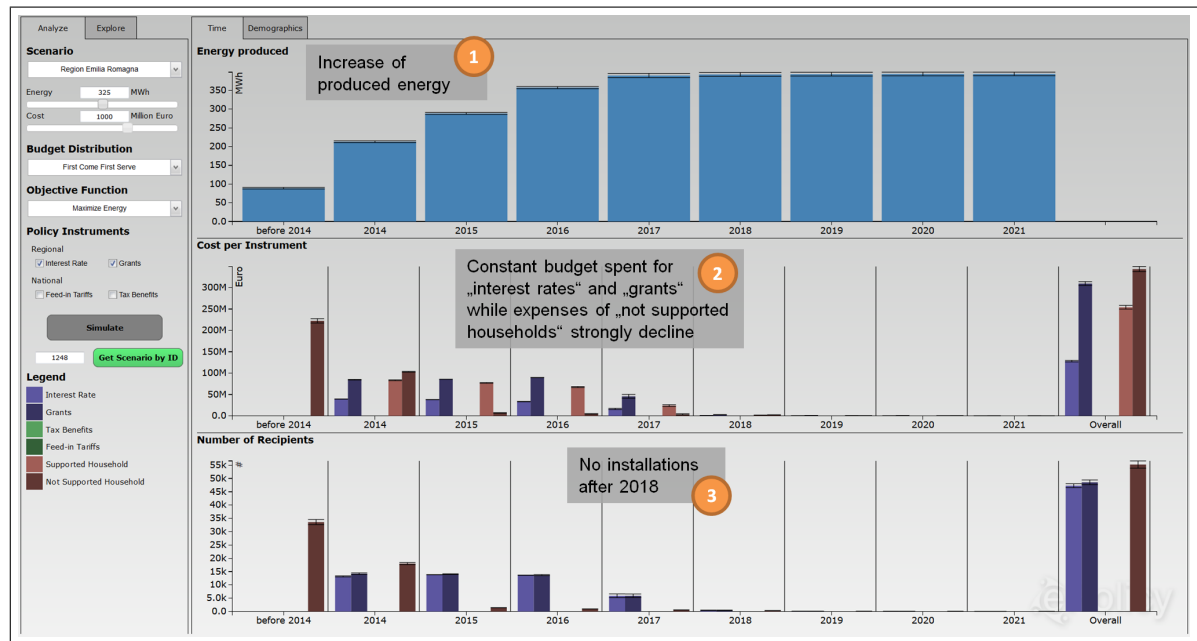 Analyze
Explore
Scenario
Region Emilia Romagna
Energy 325 MWh
Cost 1000 Million Euro
Budget Distribution
First Come First Serve
Objective Function
Maximize Energy
Policy Instruments
Regional
Interest Rate Grants
National
Feed-in Tariffs Tax Benefits
Simulate
1248 Get Scenario by ID
Legend
Interest Rate
Grants
Tax Benefits
Feed-in Tariffs
Supported Household
Not Supported Household
Time
Demographics
Energy produced
Increase of
produced energy
1
MWh
350
300
250
200
150
100
50
0.0
before 2014 2014 2015 2016 2017 2018 2019 2020 2021
Cost per Instrument
Constant budget spent for
„interest rates“ and „grants“
while expenses of „not supported
households“ strongly decline
2
Euro
300M
250M
200M
150M
100M
50M
0.0
before 2014 2014 2015 2016 2017 2018 2019 2020 2021 Overall
Number of Recipients
No installations
after 2018
3
#
55k
50k
45k
40k
35k
30k
25k
20k
15k
10k
5.0k
0.0
before 2014 2014 2015 2016 2017 2018 2019 2020 2021 Overall